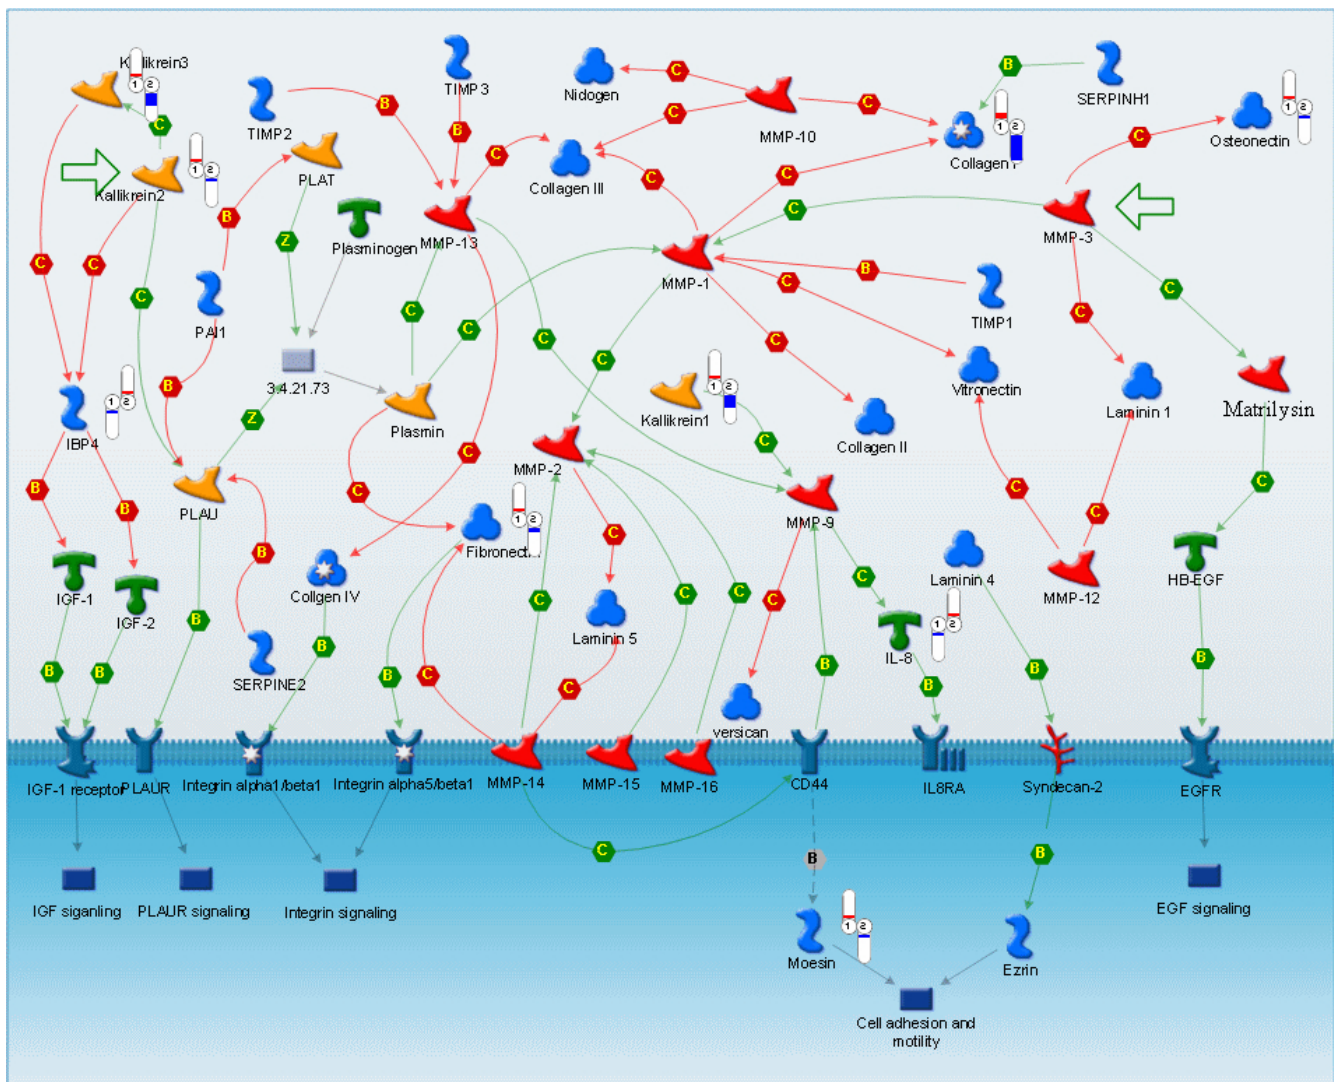 Kallikrein3
TIMP2
TIMP3
Nidogen
MMP-10
SERPINH1
Osteonectin
Collagen I
PLAT
Collagen III
Kallikrein2
Plasminogen
MMP-13
MMP-3
MMP-1
PAI1
TIMP1
3.4.21.73
Vitronectin
Laminin 1
Matrilysin
Kallikrein1
Plasmin
Collagen II
IBP4
MMP-2
PLAU
MMP-9
Fibronectin
Laminin 4
HB-EGF
MMP-12
IGF-1
Collgen IV
IGF-2
Laminin 5
IL-8
SERPINE2
versican
IGF-1 receptor
PLAUR
Integrin alpha1/beta1
Integrin alpha5/beta1
MMP-14
MMP-15
MMP-16
CD44
IL8RA
Syndecan-2
EGFR
IGF siganling
PLAUR signaling
Integrin signaling
EGF signaling
Moesin
Ezrin
Cell adhesion and
motility